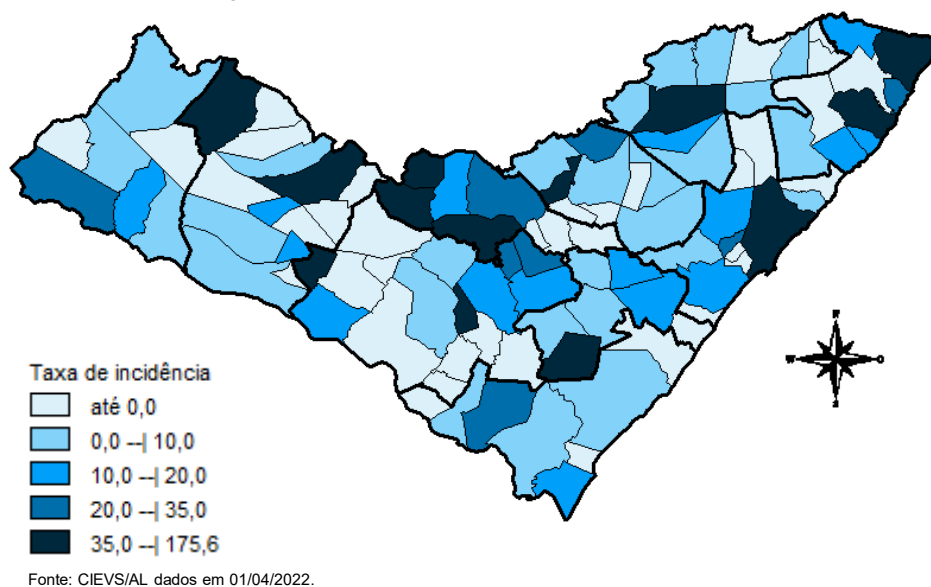 N
W
O
S
Taxa de incidência
até 0,0
0,0 --| 10,0
10,0 --| 20,0
20,0 --| 35,0
35,0 --| 175,6
Fonte: CIEVS/AL dados em 01/04/2022.